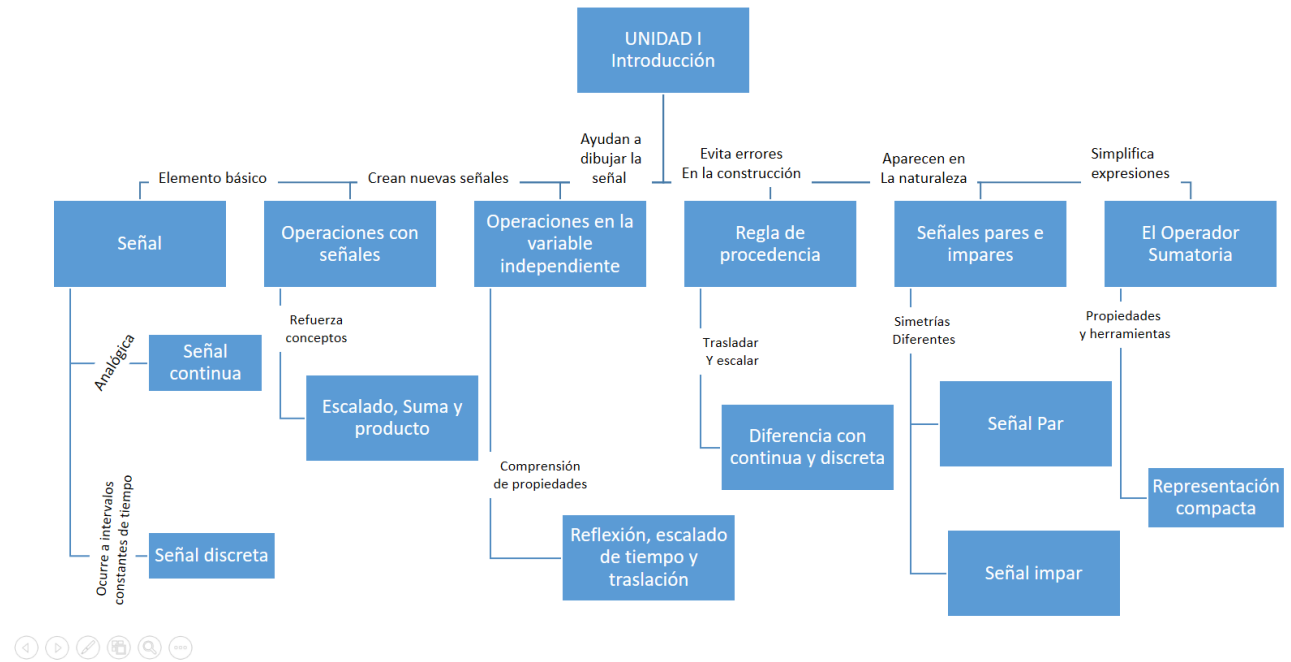 UNIDAD I
Introducción
Elemento básico
Crean nuevas señales
Ayudan a
dibujar la
señal
Evita errores
En la construcción
Aparecen en
La naturaleza
Simplifica
expresiones
Señal
Operaciones con
señales
Operaciones en la
variable
independiente
Regla de
procedencia
Señales pares e
impares
El Operador
Sumatoria
Analógica
Señal
continua
Ocurre a intervalos
constantes de tiempo
Señal discreta
Refuerza
conceptos
Escalado, Suma y
producto
Comprensión
de propiedades
Reflexión, escalado
de tiempo y
traslación
Trasladar
Y escalar
Diferencia con
continua y discreta
Simetrías
Diferentes
Señal Par
Señal impar
Propiedades
y herramientas
Representación
compacta